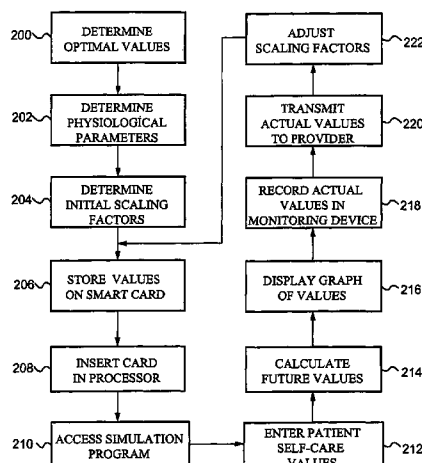 200
DETERMINE
OPTIMAL VALUES
202
DETERMINE
PHYSIOLOGICAL
PARAMETERS
204
DETERMINE
INITIAL SCALING
FACTORS
206
STORE VALUES
ON SMART CARD
208
INSERT CARD
IN PROCESSOR
210
ACCESS SIMULATION
PROGRAM
ENTER PATIENT
SELF-CARE
VALUES
212
CALCULATE
FUTURE VALUES
214
DISPLAY GRAPH
OF VALUES
216
RECORD ACTUAL
VALUES IN
MONITORING DEVICE
218
TRANSMIT
ACTUAL VALUES
TO PROVIDER
220
ADJUST
SCALING FACTORS
222